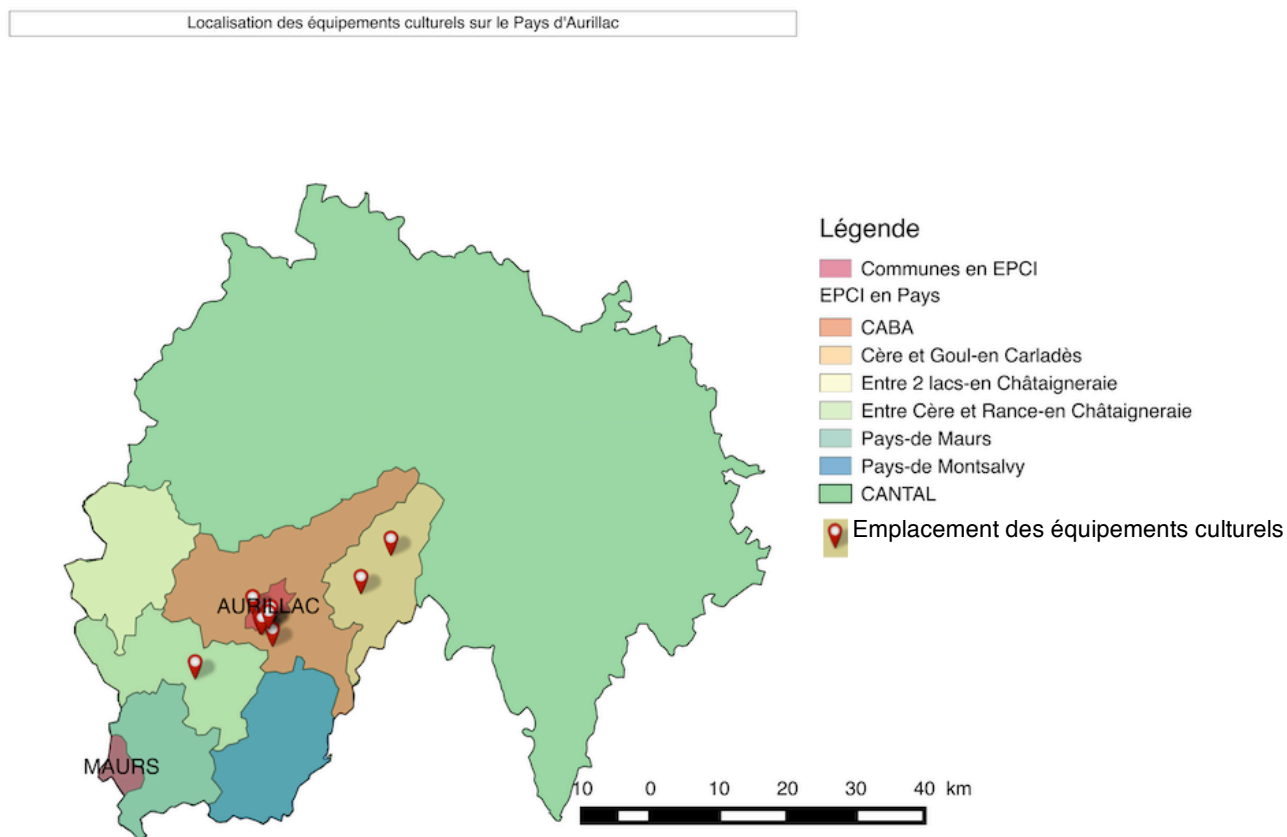 Localisation des équipements culturels sur le Pays d'Aurillac
Légende
Communes en EPCI
EPCI en Pays
CABA
Cère et Goul-en Carladès
Entre 2 lacs-en Châtaigneraie
Entre Cère et Rance-en Châtaigneraie
Pays-de Maurs
Pays-de Montsalvy
CANTAL
Emplacement des équipements culturels
AURILLAC
MAURS
10 0 10 20 30 40 km